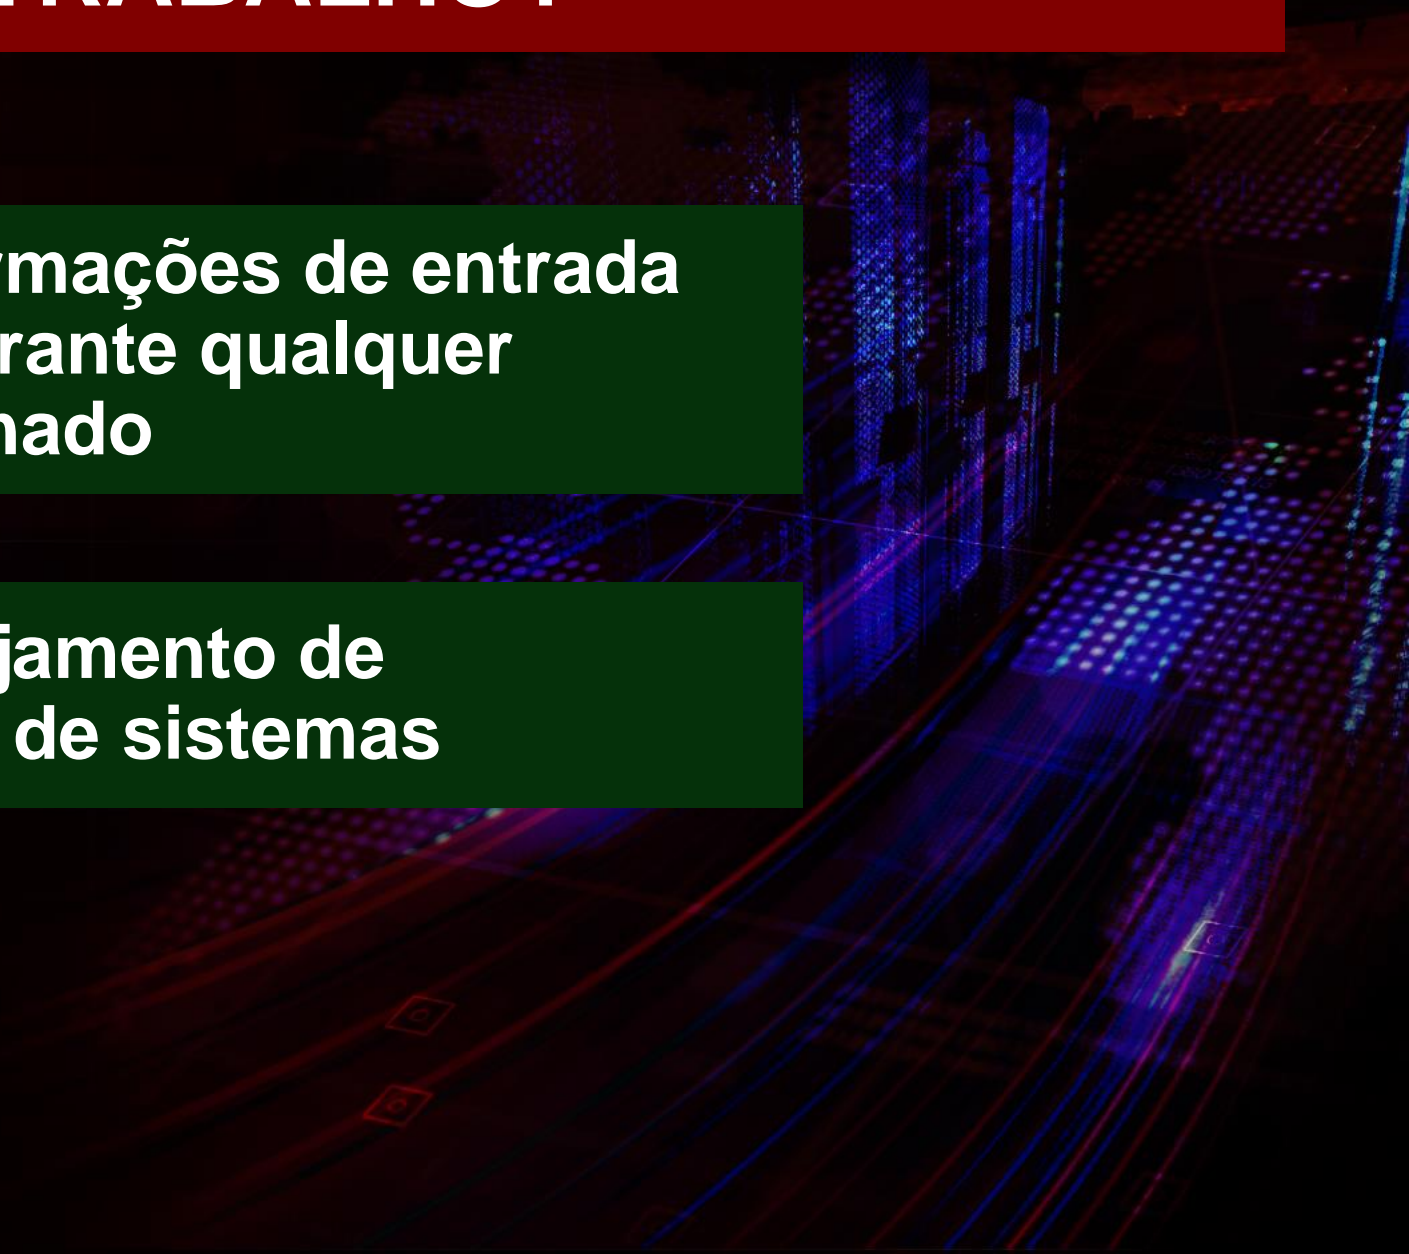 rmações de entrada
rante qualquer
nado
jamento de
de sistemas